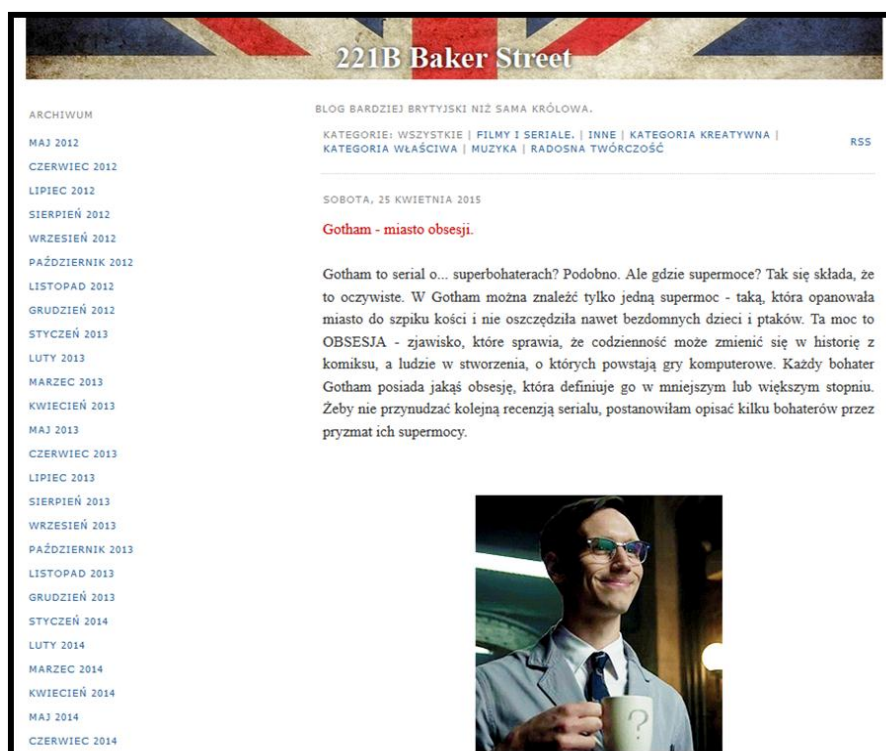 221B Baker Street
BLOG BARDZIEJ BRYTYJSKI NIŻ SAMA KRÓLOWA.
KATEGORIE: WSZYSTKIE | FILMY I SERIALE. | INNE | KATEGORIA KREATYWNA |
KATEGORIA WŁAŚCIWA | MUZYKA | RADOSNA TWÓRCZOŚĆ
RSS
ARCHIWUM
MAJ 2012
CZERWIEC 2012
LIPIEC 2012
SIERPIEŃ 2012
WRZESIEŃ 2012
PAŹDZIERNIK 2012
LISTOPAD 2012
GRUDZIEŃ 2012
STYCZEŃ 2013
LUTY 2013
MARZEC 2013
KWIECIEŃ 2013
MAJ 2013
CZERWIEC 2013
LIPIEC 2013
SIERPIEŃ 2013
WRZESIEŃ 2013
PAŹDZIERNIK 2013
LISTOPAD 2013
GRUDZIEŃ 2013
STYCZEŃ 2014
LUTY 2014
MARZEC 2014
KWIECIEŃ 2014
MAJ 2014
CZERWIEC 2014
SOBOTA, 25 KWIETNIA 2015
Gotham - miasto obsesji.
Gotham to serial o... superbohaterach? Podobno. Ale gdzie supermoce? Tak się składa, że
to oczywiste. W Gotham można znaleźć tylko jedną supermoc - taką, która opanowała
miasto do szpiku kości i nie oszczędziła nawet bezdomnych dzieci i ptaków. Ta moc to
OBSESJA - zjawisko, które sprawia, że codzienność może zmienić się w historię z
komiksu, a ludzie w stworzenia, o których powstają gry komputerowe. Każdy bohater
Gotham posiada jakąś obsesję, która definiuje go w mniejszym lub większym stopniu.
Żeby nie przynudzać kolejną recenzją serialu, postanowiłam opisać kilku bohaterów przez
pryzmat ich supermocy.
?